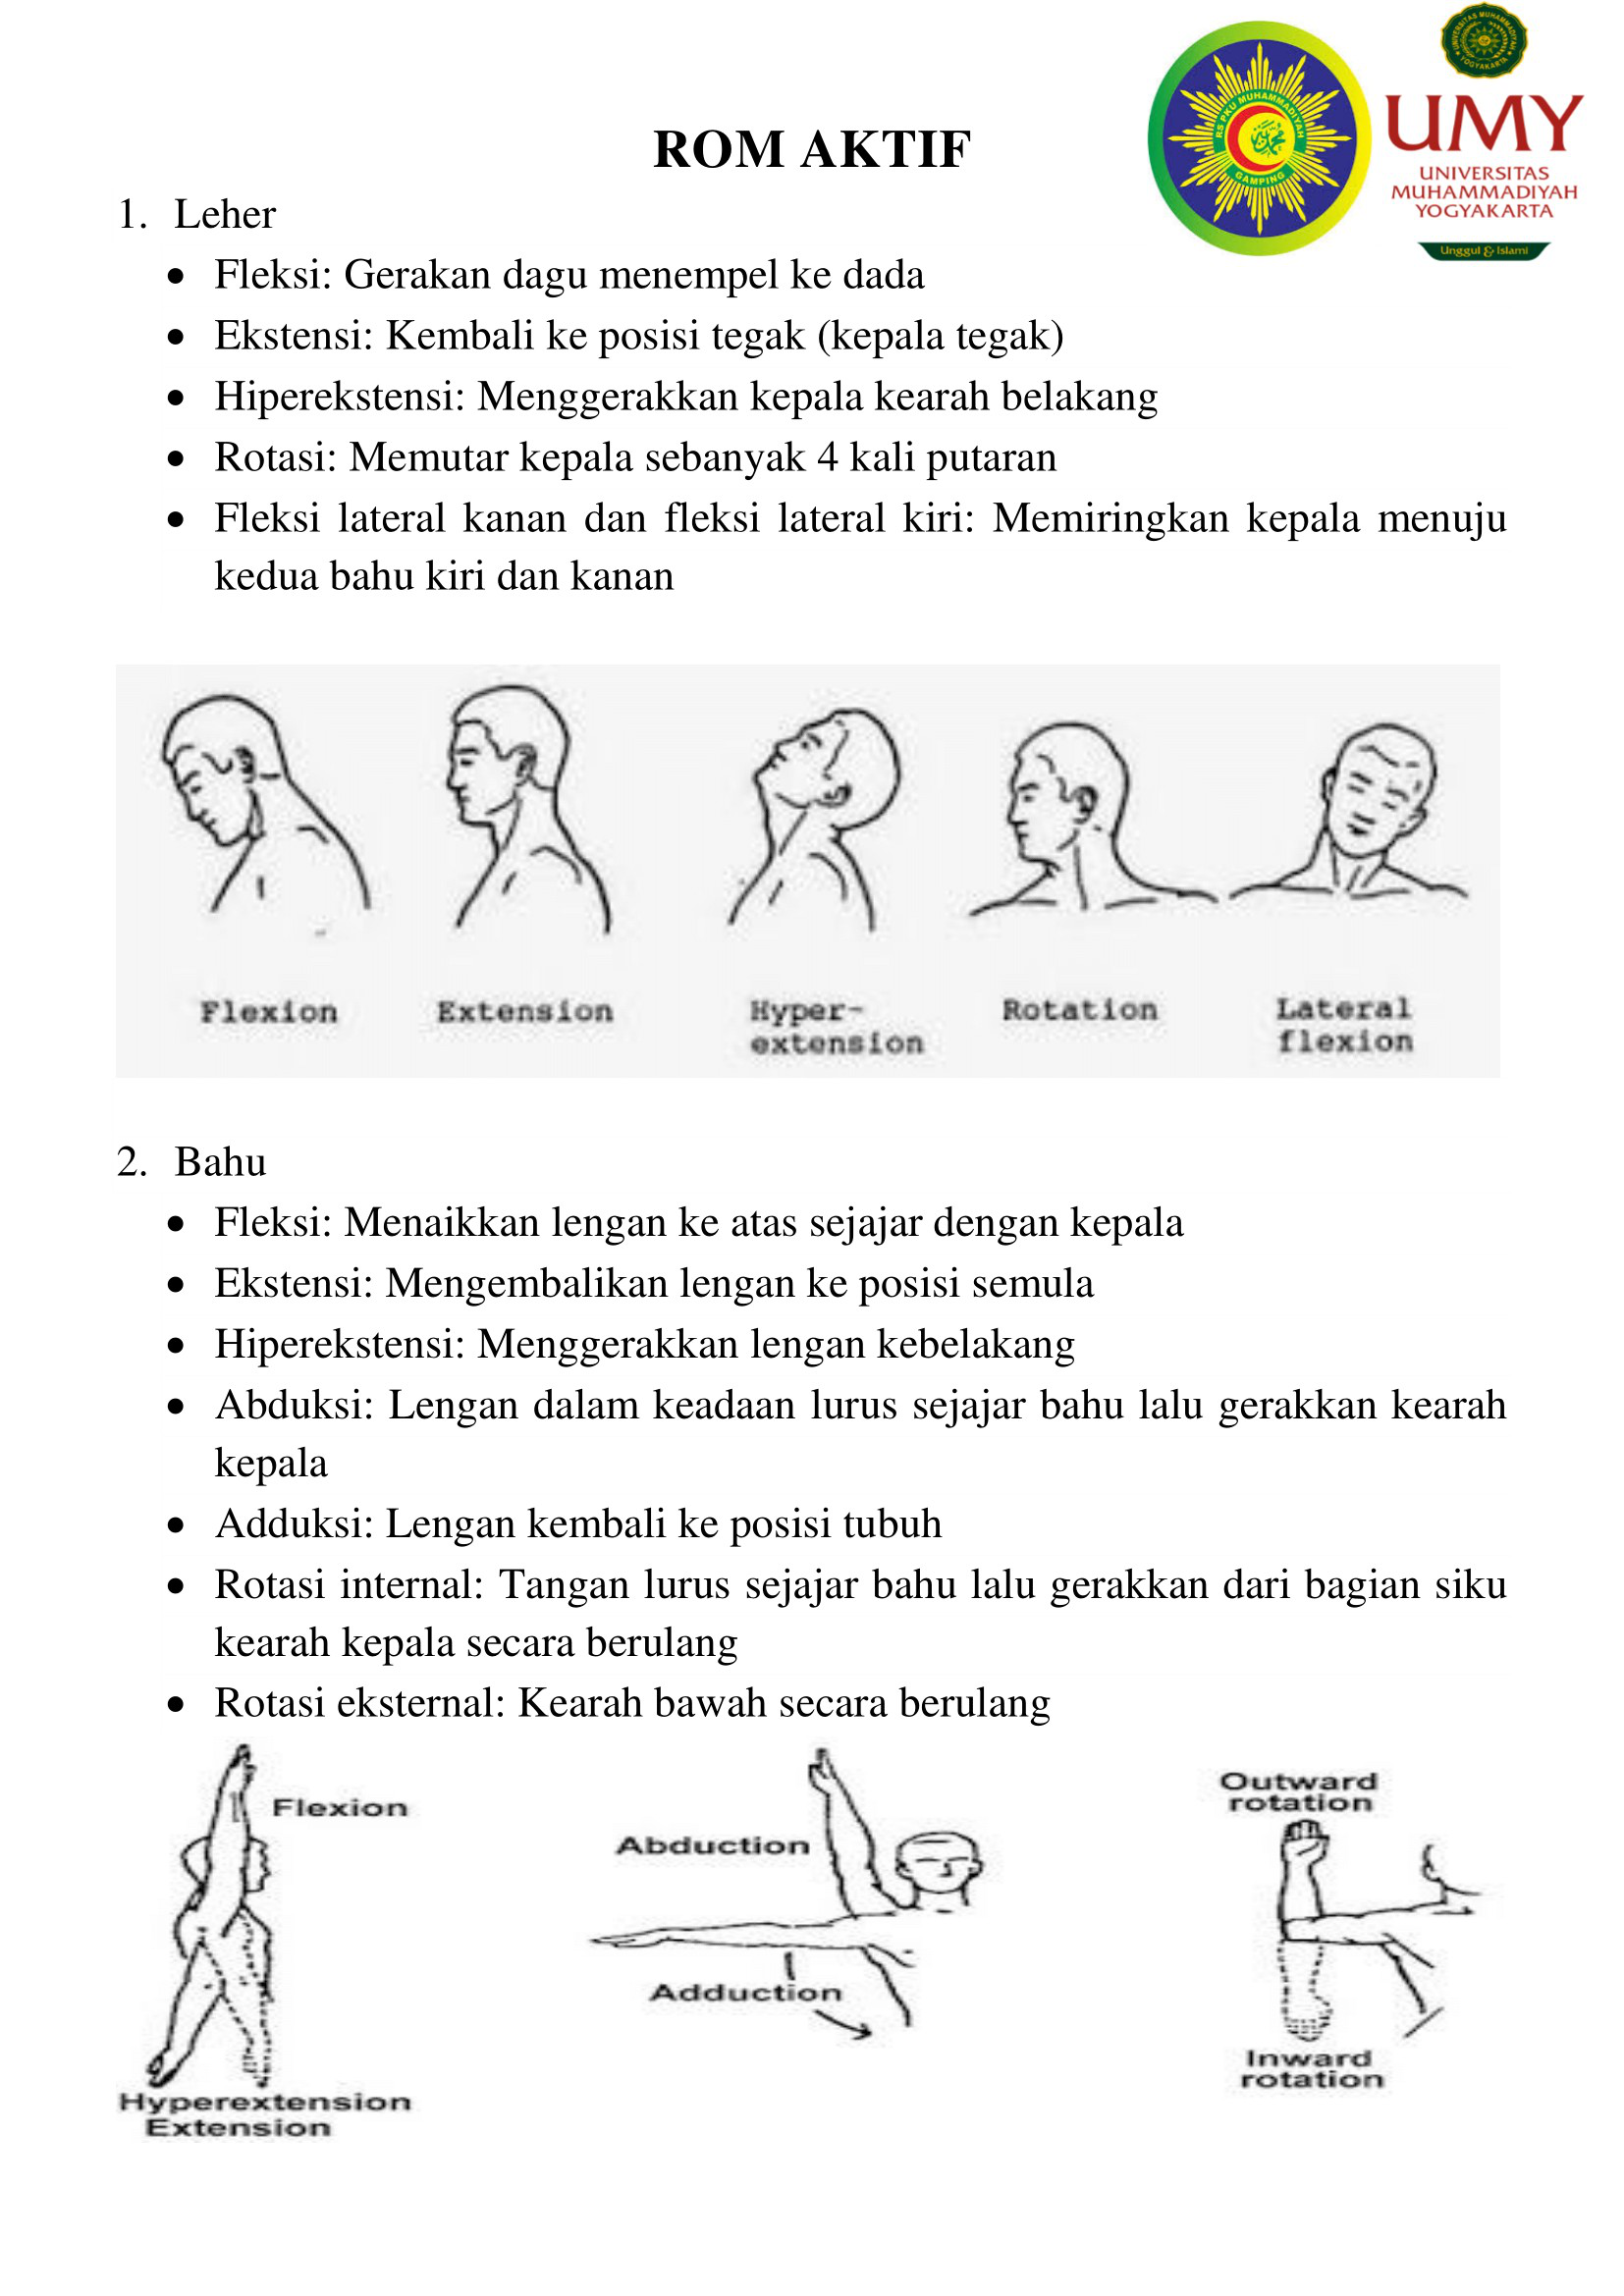 UNIVERSITAS MUHAMMADIYAH
YOGYAKARTA
RS PKU MUHAMMADIYAH
GAMPING
UMY
UNIVERSITAS
MUHAMMADIYAH
YOGYAKARTA
Unggul & Islami
ROM AKTIF
1. Leher
• Fleksi: Gerakan dagu menempel ke dada
• Ekstensi: Kembali ke posisi tegak (kepala tegak)
• Hiperekstensi: Menggerakkan kepala kearah belakang
• Rotasi: Memutar kepala sebanyak 4 kali putaran
• Fleksi lateral kanan dan fleksi lateral kiri: Memiringkan kepala menuju
kedua bahu kiri dan kanan
Flexion Extension Hyper- Rotation Lateral
extension flexion
2. Bahu
• Fleksi: Menaikkan lengan ke atas sejajar dengan kepala
• Ekstensi: Mengembalikan lengan ke posisi semula
• Hiperekstensi: Menggerakkan lengan kebelakang
• Abduksi: Lengan dalam keadaan lurus sejajar bahu lalu gerakkan kearah
kepala
• Adduksi: Lengan kembali ke posisi tubuh
• Rotasi internal: Tangan lurus sejajar bahu lalu gerakkan dari bagian siku
kearah kepala secara berulang
• Rotasi eksternal: Kearah bawah secara berulang
Flexion
Hyperextension
Extension
Abduction
Adduction
Outward
rotation
Inward
rotation